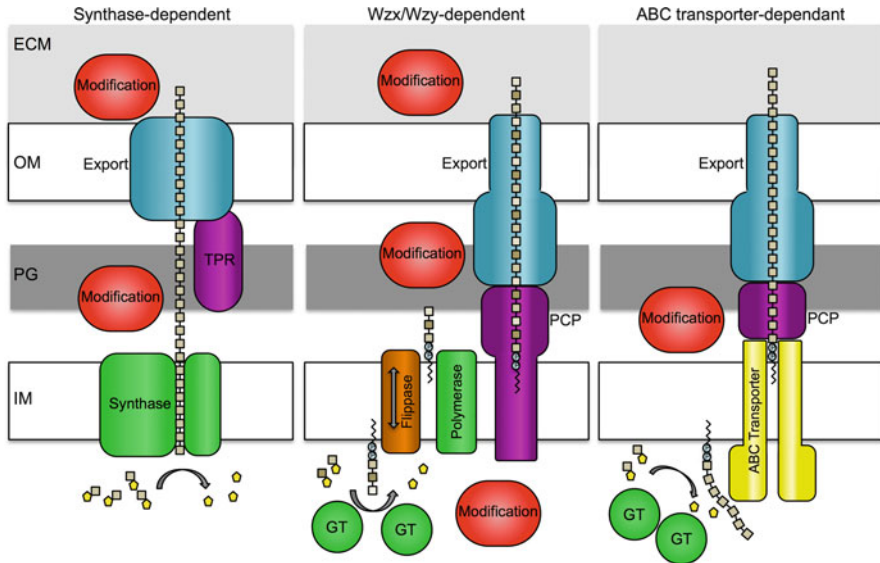 Synthase-dependent
Wzx/Wzy-dependent
ABC transporter-dependant
ECM
Modification
Modification
OM
Export
Export
Export
TPR
Modification
PG
Modification
Modification
PCP
PCP
IM
Synthase
Flippase
Polymerase
ABC Transporter
GT
GT
Modification
GT
GT